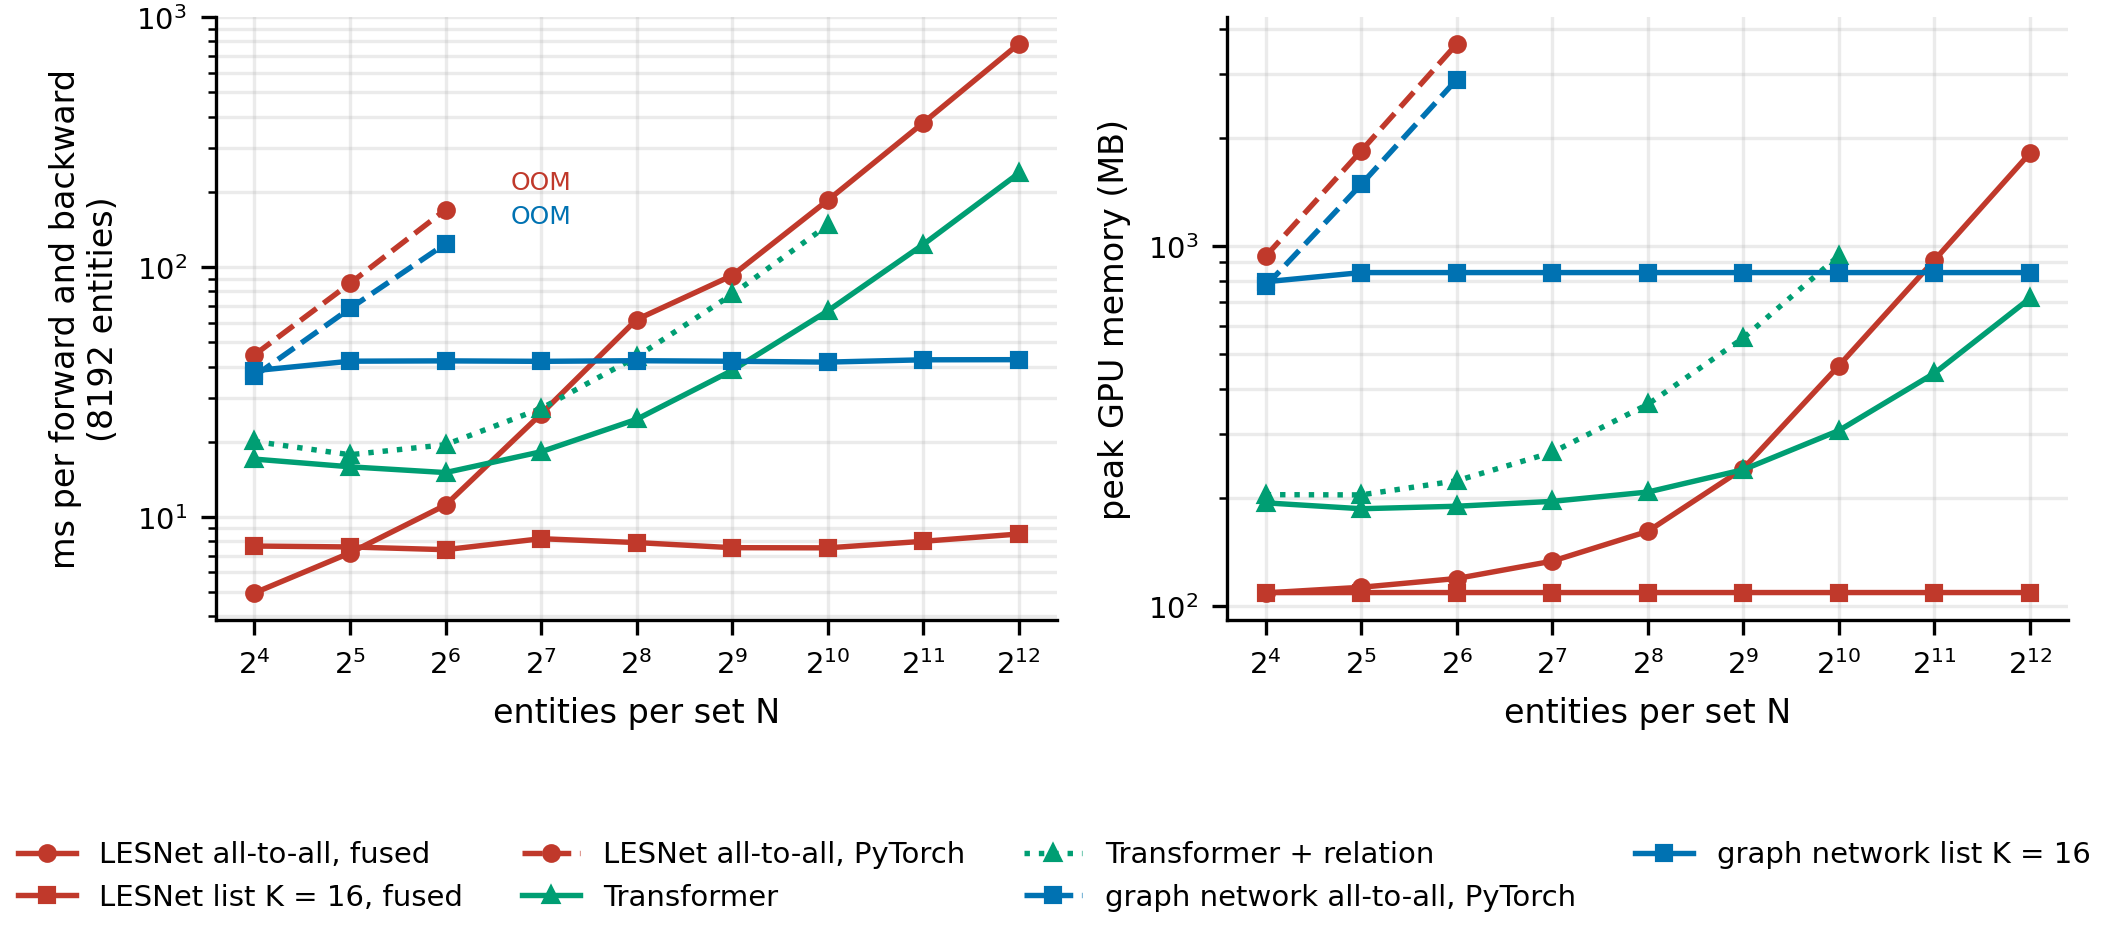 10³
10²
10¹
ms per forward and backward
(8192 entities)
OOM
OOM
2⁴ 2⁵ 2⁶ 2⁷ 2⁸ 2⁹ 2¹⁰ 2¹¹ 2¹²
entities per set N
10³
10²
peak GPU memory (MB)
2⁴ 2⁵ 2⁶ 2⁷ 2⁸ 2⁹ 2¹⁰ 2¹¹ 2¹²
entities per set N
LESNet all-to-all, fused
LESNet list K = 16, fused
LESNet all-to-all, PyTorch
Transformer
Transformer + relation
graph network all-to-all, PyTorch
graph network list K = 16